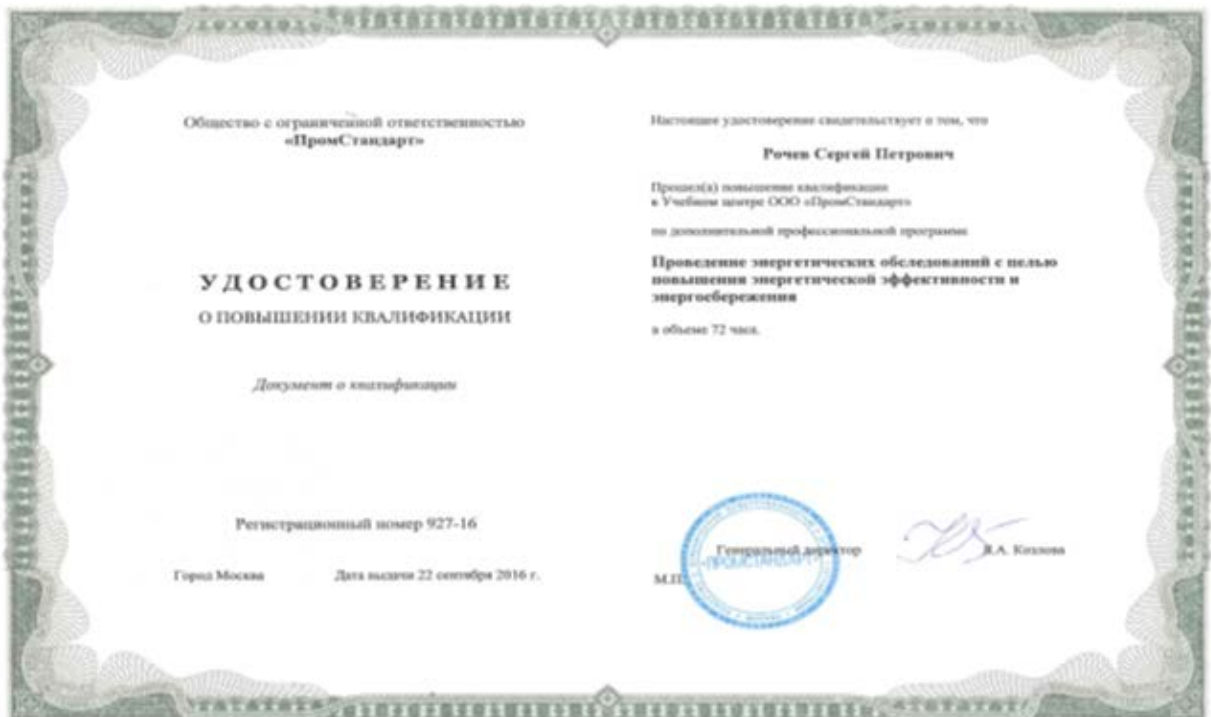 Общество с ограниченной ответственностью
«ПромСтандарт»
УДОСТОВЕРЕНИЕ
О ПОВЫШЕНИИ КВАЛИФИКАЦИИ
Документ о квалификации
Регистрационный номер 927-16
Город Москва Дата выдачи 22 сентября 2016 г.
Настоящее удостоверение свидетельствует о том, что
Рочев Сергей Петрович
Прошел(а) повышение квалификации
в Учебном центре ООО «ПромСтандарт»
по дополнительной профессиональной программе
Проведение энергетических обследований с целью
повышения энергетической эффективности и
энергосбережения
в объеме 72 часа.
Генеральный директор Козлова
М.П.
«ПРОМСТАНДАРТ»